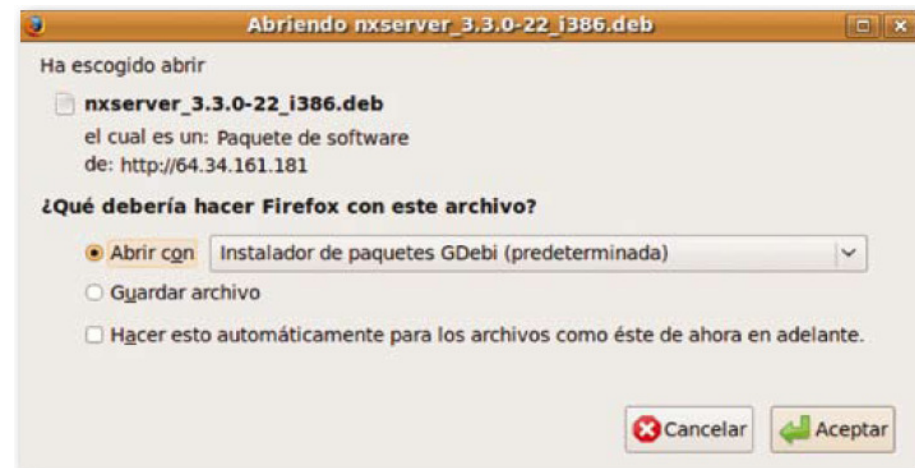 Abriendo nxserver_3.3.0-22_i386.deb
Ha escogido abrir
nxserver_3.3.0-22_i386.deb
el cual es un: Paquete de software
de: http://64.34.161.181
¿Qué debería hacer Firefox con este archivo?
Abrir con Instalador de paquetes GDebi (predeterminada)
Guardar archivo
Hacer esto automáticamente para los archivos como éste de ahora en adelante.
Cancelar Aceptar